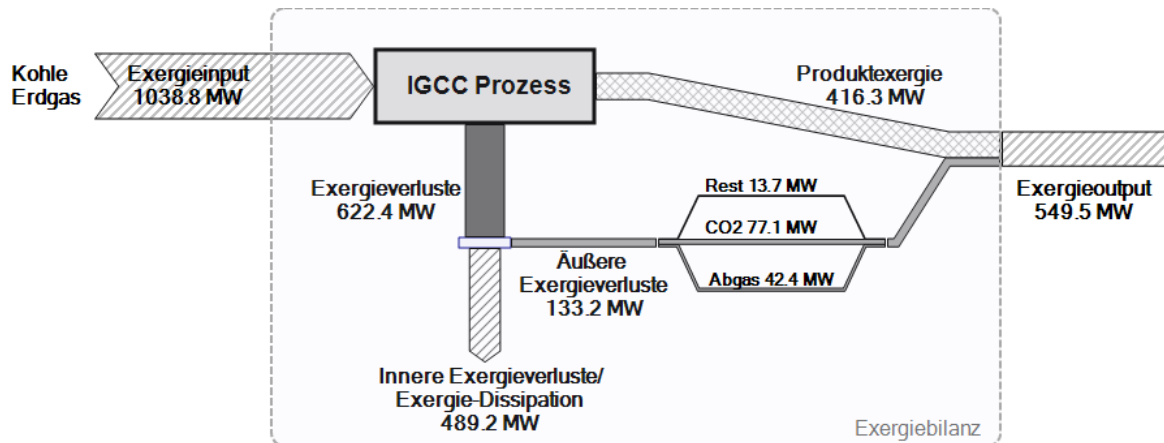 Kohle
Erdgas
Exergieinput
1038.8 MW
IGCC Prozess
Produktexergie
416.3 MW
Exergieverluste
622.4 MW
Rest 13.7 MW
CO2 77.1 MW
Abgas 42.4 MW
Exergieoutput
549.5 MW
Äußere
Exergieverluste
133.2 MW
Innere Exergieverluste/
Exergie-Dissipation
489.2 MW
Exergiebilanz